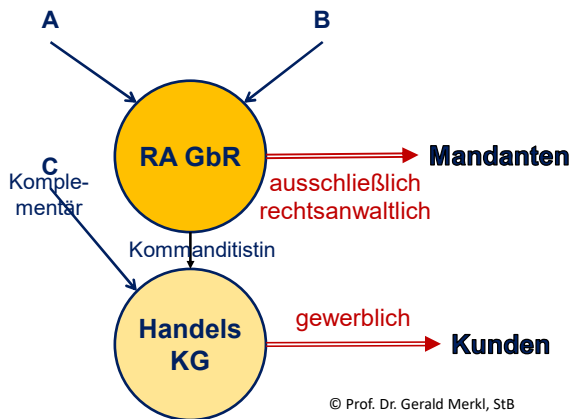 A
B
RA GbR
Mandanten
ausschließlich
rechtsanwaltlich
C
Komple-
mentär
Kommanditistin
Handels
KG
gewerblich
Kunden
© Prof. Dr. Gerald Merkl, StB